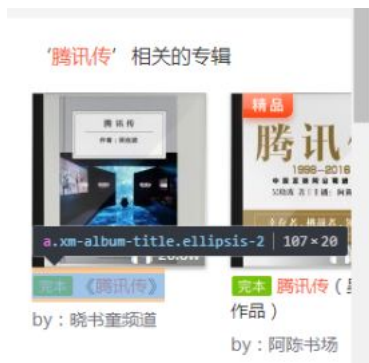 ‘腾讯传’ 相关的专辑
腾讯传
精品
腾讯
1998-2016
a.xm-album-title.ellipsis-2 107×20
完本 《腾讯传》
by：晓书童频道
完本 腾讯传（
作品）
by：阿陈书场